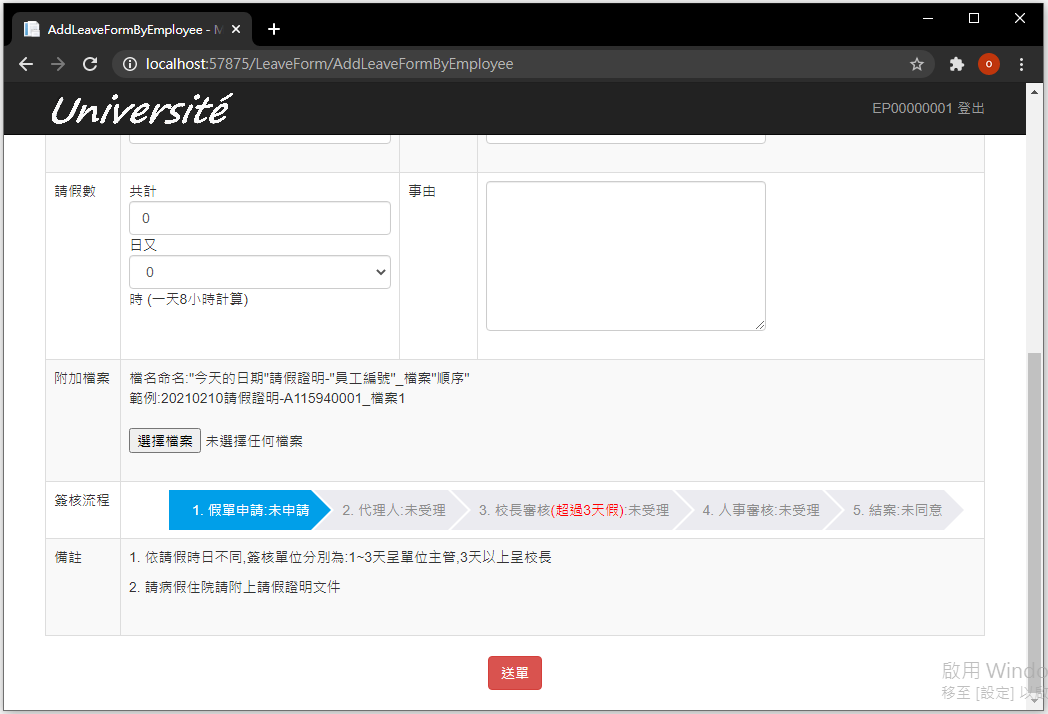 AddLeaveFormByEmployee - M
localhost:57875/LeaveForm/AddLeaveFormByEmployee
o
Université
EP00000001 登出
請假數
共計
0
日又
0
時 (一天8小時計算)
事由
附加檔案
檔名命名:"今天的日期"請假證明-"員工編號"_檔案"順序"
範例:20210210請假證明-A115940001_檔案1
選擇檔案 未選擇任何檔案
簽核流程
1. 假單申請:未申請
2. 代理人:未受理
3. 校長審核(超過3天假):未受理
4. 人事審核:未受理
5. 結案:未同意
備註
1. 依請假時日不同,簽核單位分別為:1~3天呈單位主管,3天以上呈校長
2. 請病假住院請附上請假證明文件
送單
啟用 Windo
移至 [設定] 以啟